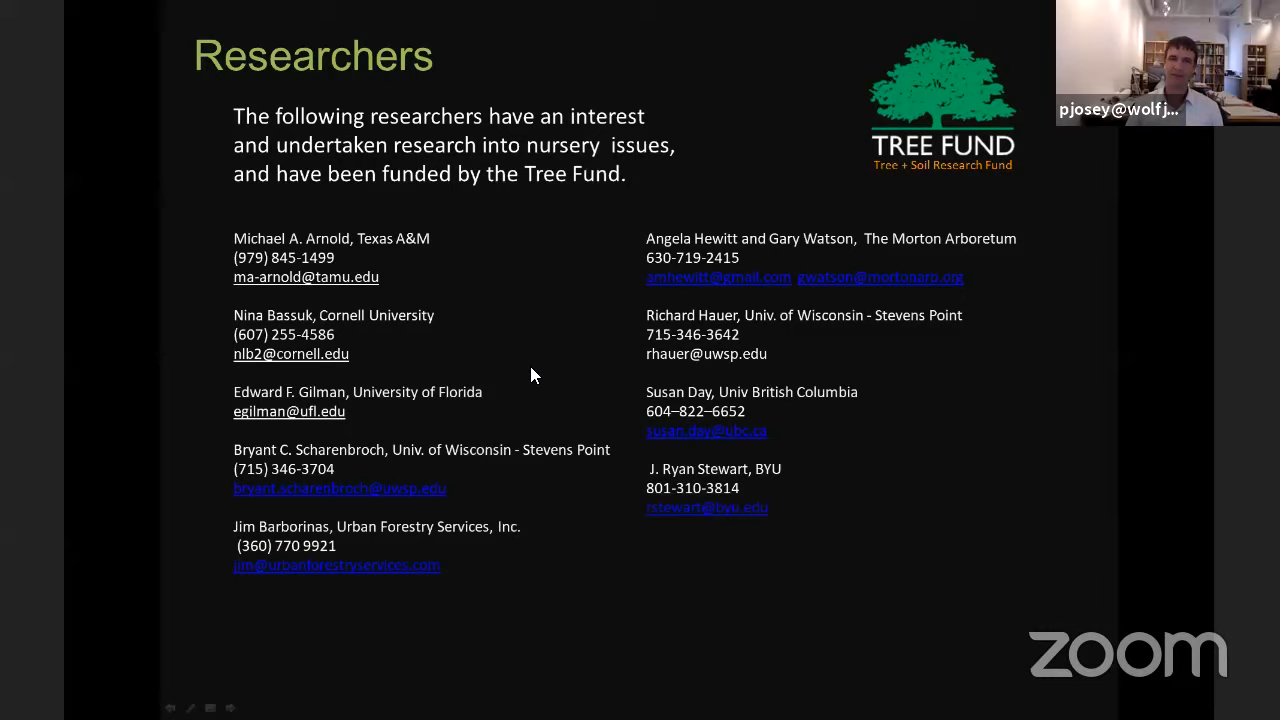 Researchers
The following researchers have an interest
and undertaken research into nursery issues,
and have been funded by the Tree Fund.
TREE FUND
Tree + Soil Research Fund
pjosey@wolfj...
Michael A. Arnold, Texas A&M
(979) 845-1499
ma-arnold@tamu.edu
Nina Bassuk, Cornell University
(607) 255-4586
nlb2@cornell.edu
Edward F. Gilman, University of Florida
egilman@ufl.edu
Bryant C. Scharenbroch, Univ. of Wisconsin - Stevens Point
(715) 346-3704
bryant.scharenbroch@uwsp.edu
Jim Barborinas, Urban Forestry Services, Inc.
(360) 770 9921
jim@urbanforestryservices.com
Angela Hewitt and Gary Watson, The Morton Arboretum
630-719-2415
amhewitt@gmail.com gwatson@mortonarp.org
Richard Hauer, Univ. of Wisconsin - Stevens Point
715-346-3642
rhauer@uwsp.edu
Susan Day, Univ British Columbia
604–822–6652
susan.day@ubc.ca
J. Ryan Stewart, BYU
801-310-3814
rstewart@byu.edu
zoom